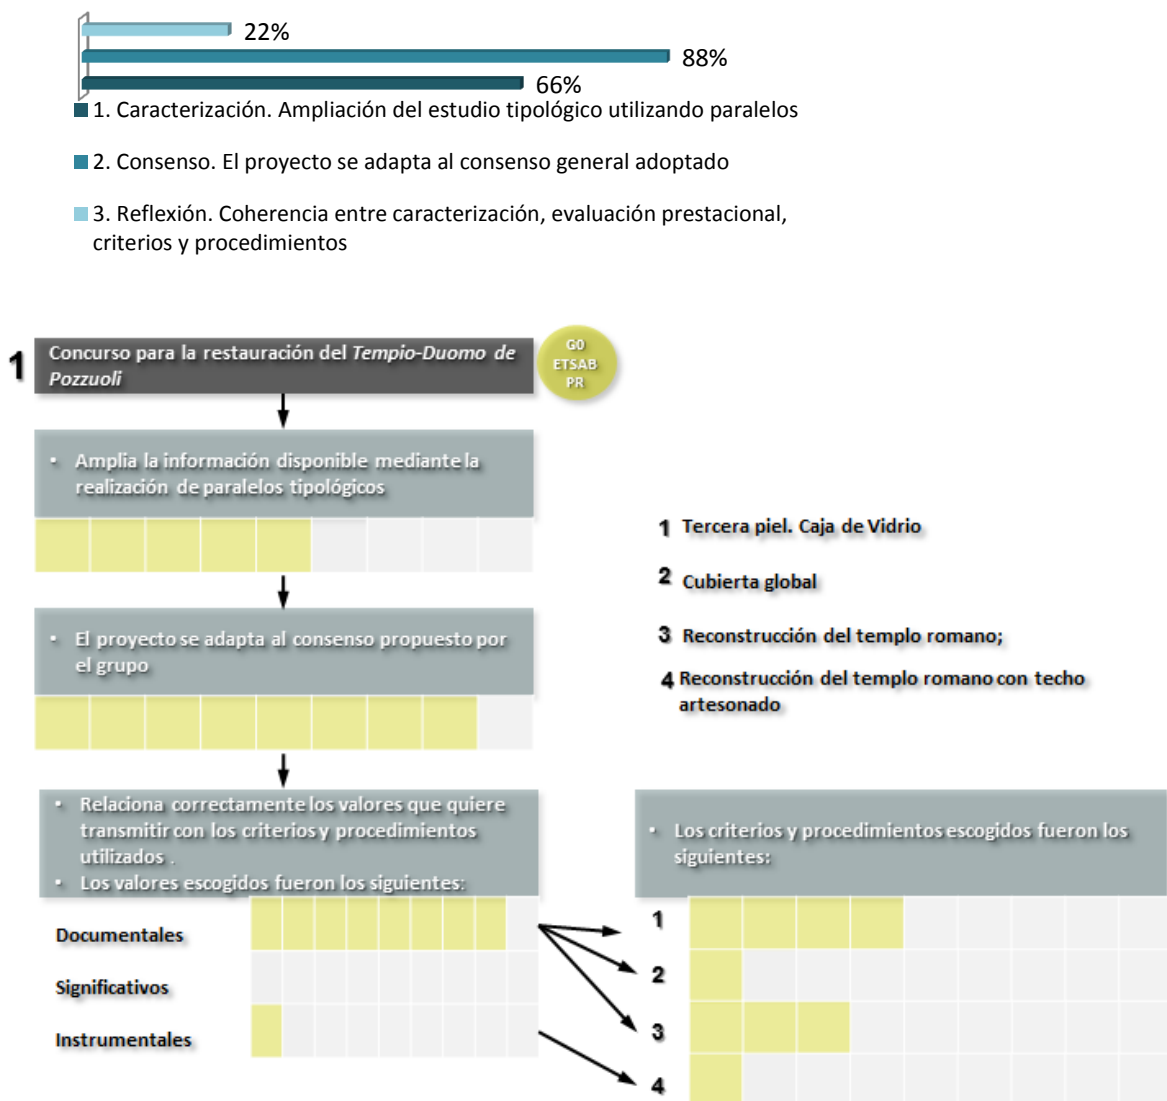 22%
88%
66%
1. Caracterización. Ampliación del estudio tipológico utilizando paralelos
2. Consenso. El proyecto se adapta al consenso general adoptado
3. Reflexión. Coherencia entre caracterización, evaluación prestacional,
criterios y procedimientos
1
Concurso para la restauración del Tempio-Duomo de
Pozzuoli
G0
ETSAB
PR
• Amplia la información disponible mediante la
realización de paralelos tipológicos
1 Tercera piel. Caja de Vidrio
2 Cubierta global
3 Reconstrucción del templo romano;
4 Reconstrucción del templo romano con techo
artesonado
• El proyecto se adapta al consenso propuesto por
el grupo
• Relaciona correctamente los valores que quiere
transmitir con los criterios y procedimientos
utilizados .
• Los valores escogidos fueron los siguientes:
Documentales
Significativos
Instrumentales
• Los criterios y procedimientos escogidos fueron los
siguientes:
1
2
3
4